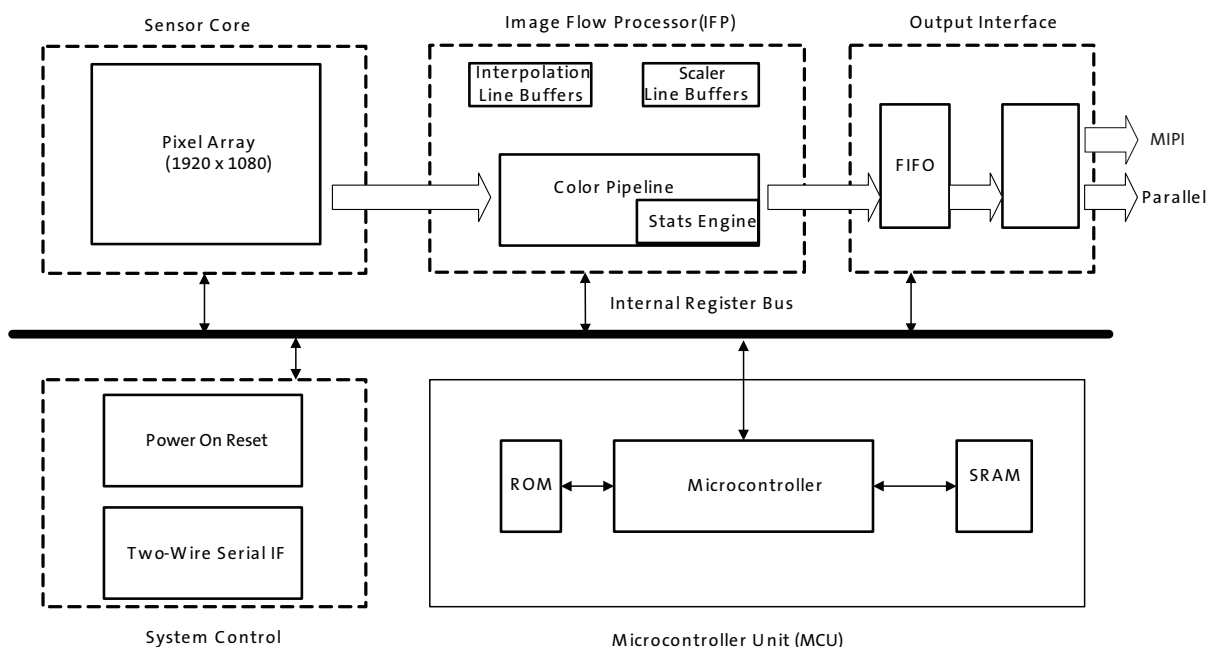 Sensor Core
Image Flow Processor(IFP)
Output Interface
Interpolation
Line Buffers
Scaler
Line Buffers
Pixel Array
(1920 x 1080)
Color Pipeline
Stats Engine
FIFO
MIPI
Parallel
Internal Register Bus
Power On Reset
Two-Wire Serial IF
ROM
Microcontroller
SRAM
System Control
Microcontroller Unit (MCU)